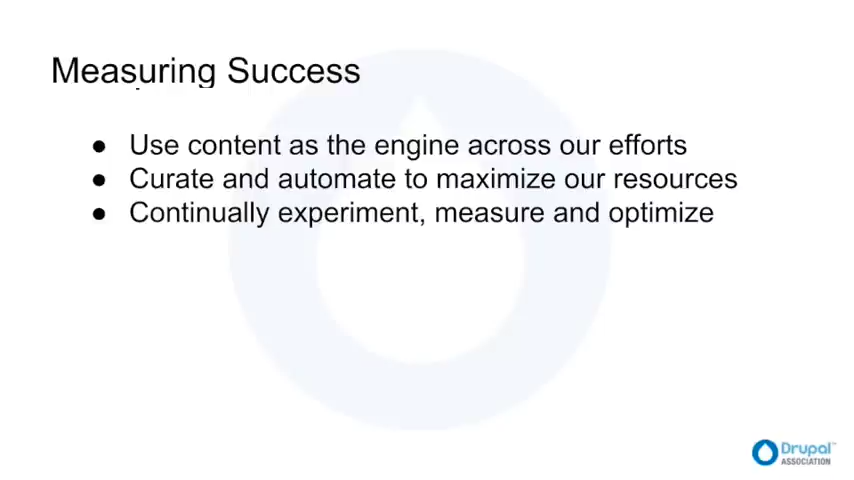 Measuring Success
● Use content as the engine across our efforts
● Curate and automate to maximize our resources
● Continually experiment, measure and optimize
Drupal™
ASSOCIATION